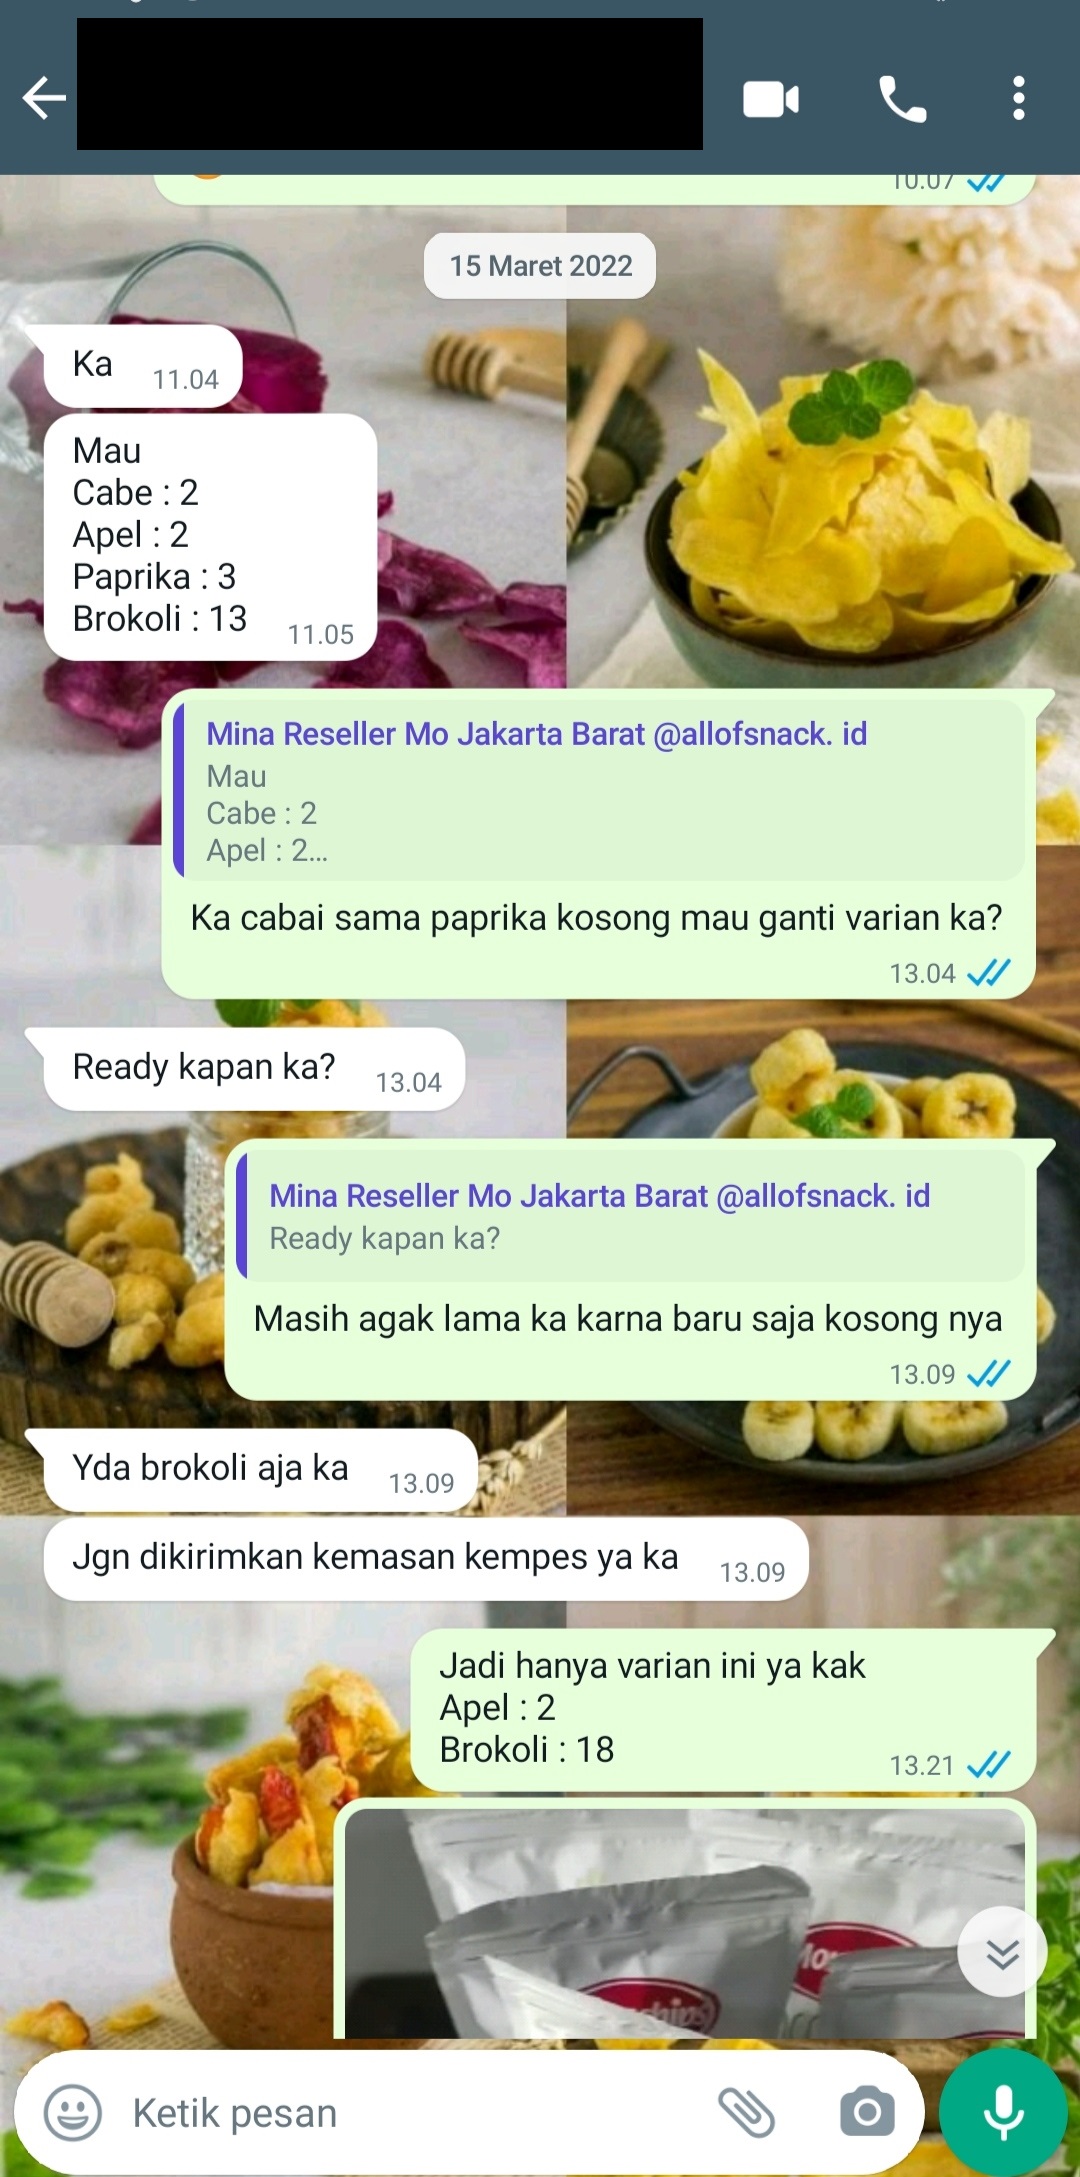 10.07
15 Maret 2022
Ka 11.04
Mau
Cabe : 2
Apel : 2
Paprika : 3
Brokoli : 13 11.05
Mina Reseller Mo Jakarta Barat @allofsnack. id
Mau
Cabe : 2
Apel : 2...
Ka cabai sama paprika kosong mau ganti varian ka?
13.04
Ready kapan ka? 13.04
Mina Reseller Mo Jakarta Barat @allofsnack. id
Ready kapan ka?
Masih agak lama ka karna baru saja kosong nya
13.09
Yda brokoli aja ka 13.09
Jgn dikirimkan kemasan kempes ya ka 13.09
Jadi hanya varian ini ya kak
Apel : 2
Brokoli : 18 13.21
Ketik pesan